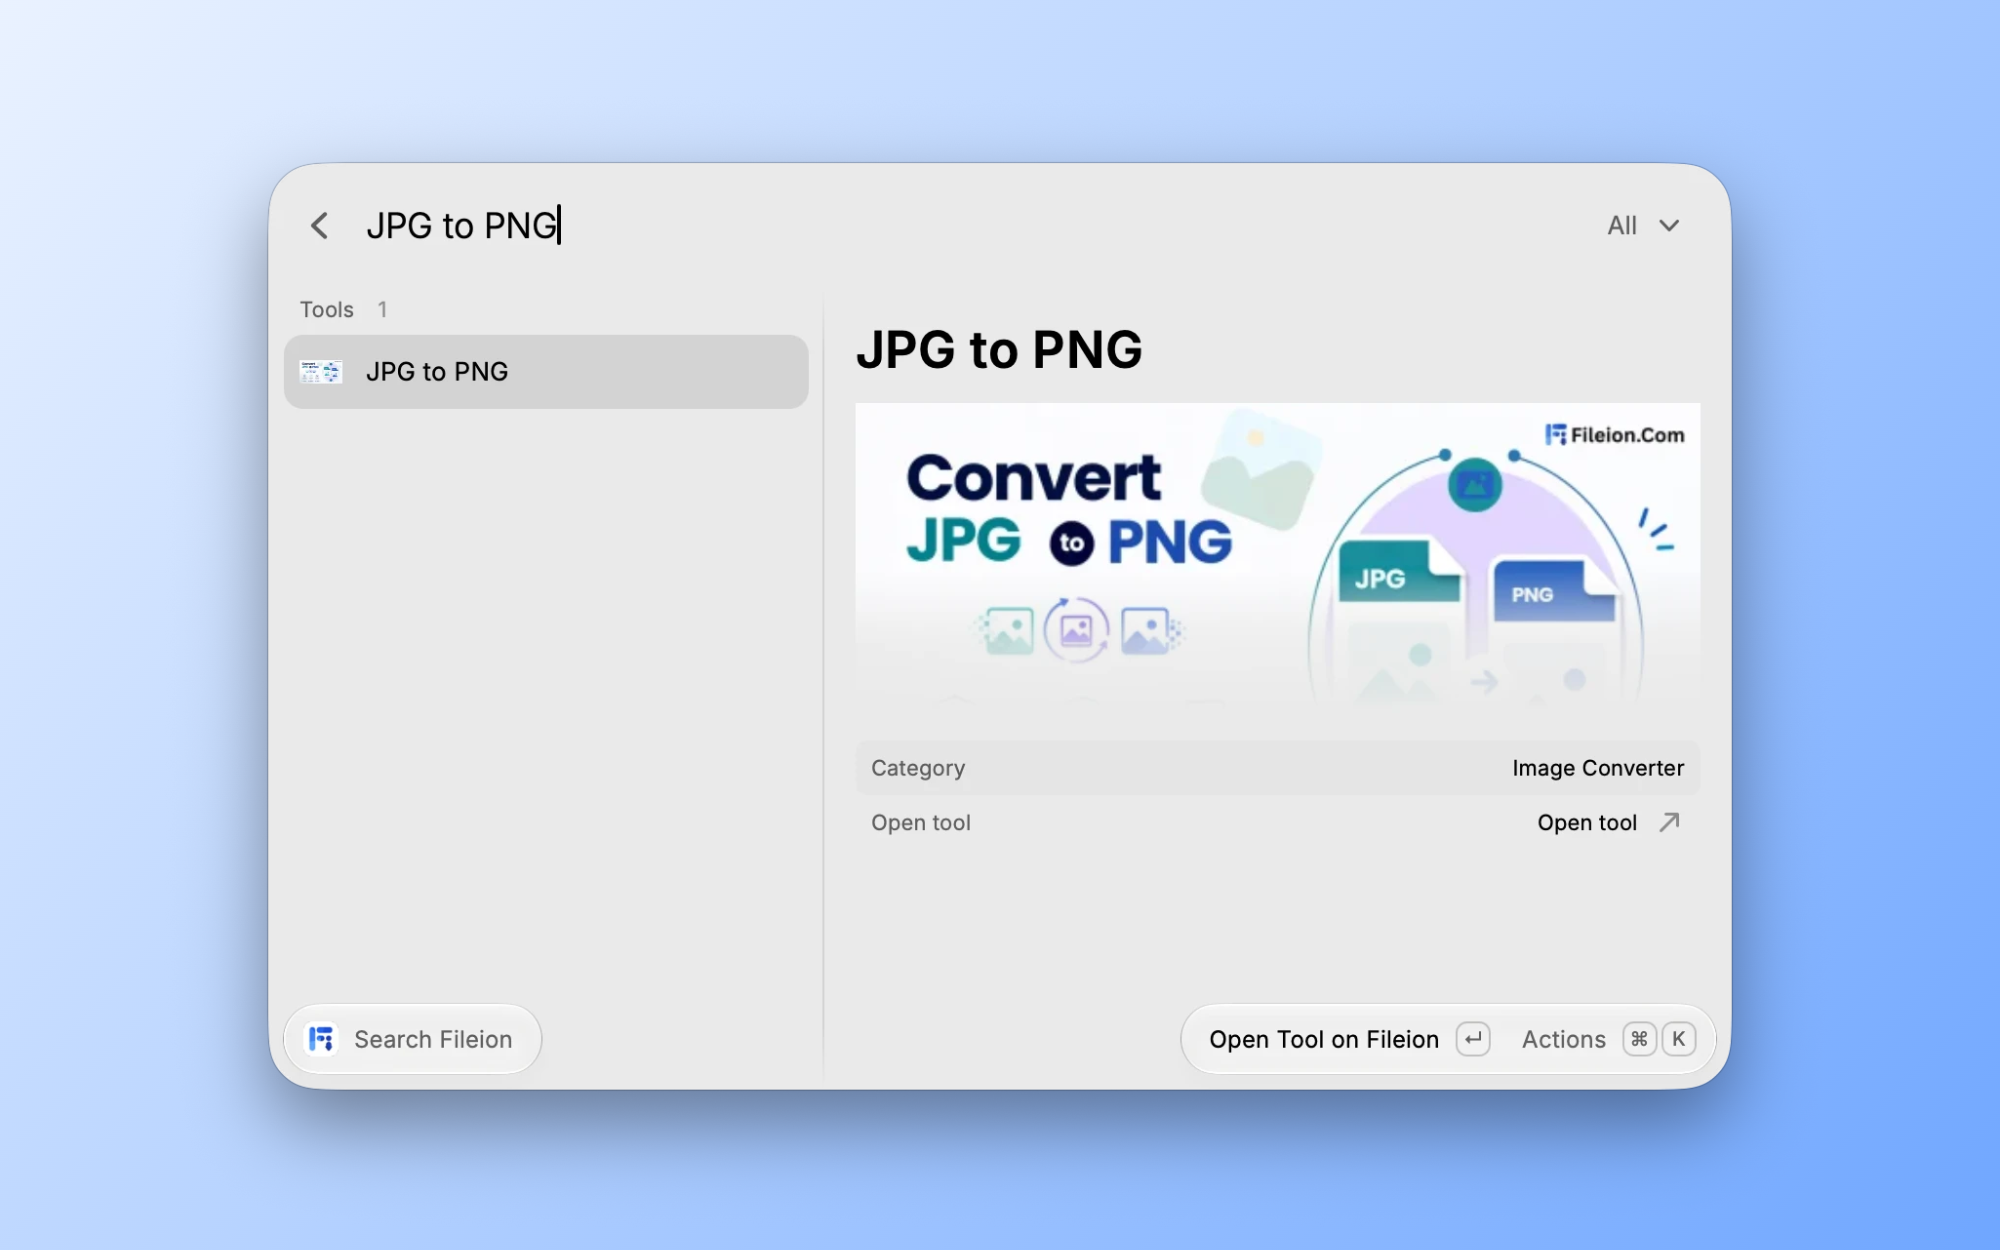 JPG to PNG
All
Tools 1
JPG to PNG
JPG to PNG
Fileion.Com
Convert
JPG to PNG
JPG
PNG
Category Image Converter
Open tool Open tool
Search Fileion
Open Tool on Fileion
Actions ⌘ K